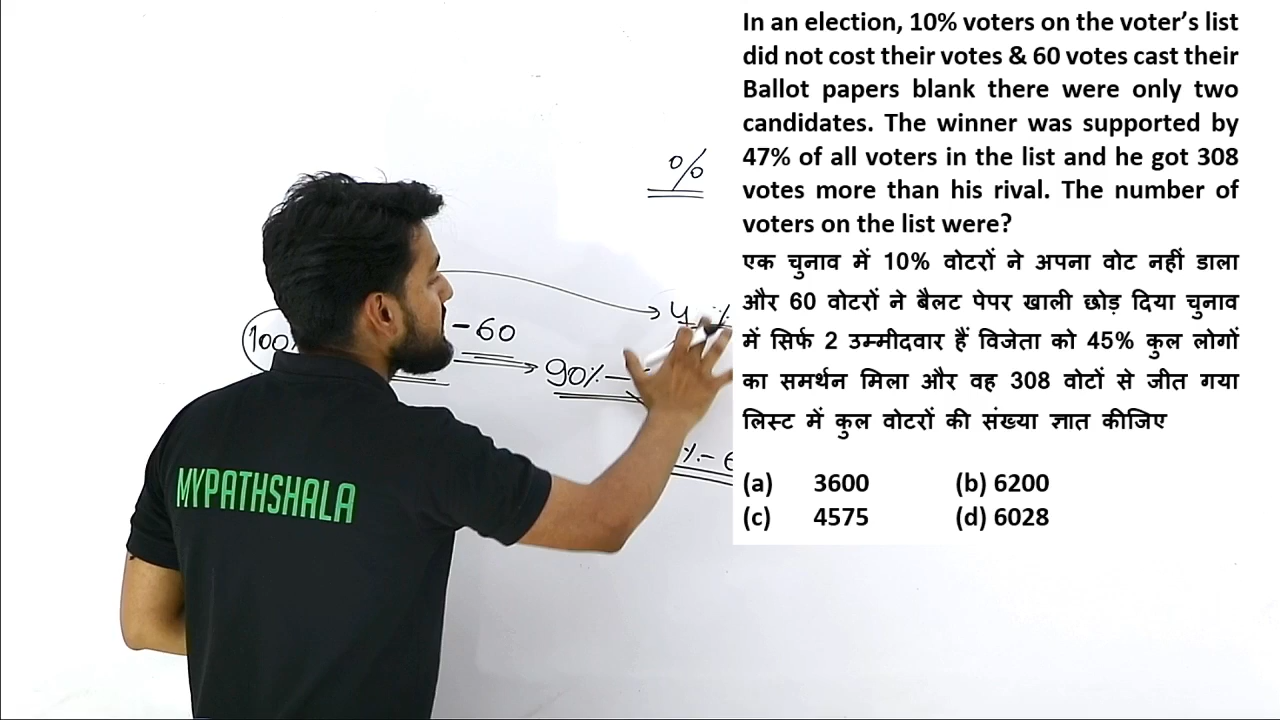 In an election, 10% voters on the voter’s list
did not cost their votes & 60 votes cast their
Ballot papers blank there were only two
candidates. The winner was supported by
47% of all voters in the list and he got 308
votes more than his rival. The number of
voters on the list were?
एक चुनाव में 10% वोटरों ने अपना वोट नहीं डाला
और 60 वोटरों ने बैलट पेपर खाली छोड़ दिया चुनाव
में सिर्फ 2 उम्मीदवार हैं विजेता को 45% कुल लोगों
का समर्थन मिला और वह 308 वोटों से जीत गया
लिस्ट में कुल वोटरों की संख्या ज्ञात कीजिए
(a) 3600 (b) 6200
(c) 4575 (d) 6028
%
100%
-60
90%-
%-6
MYPATHSHALA